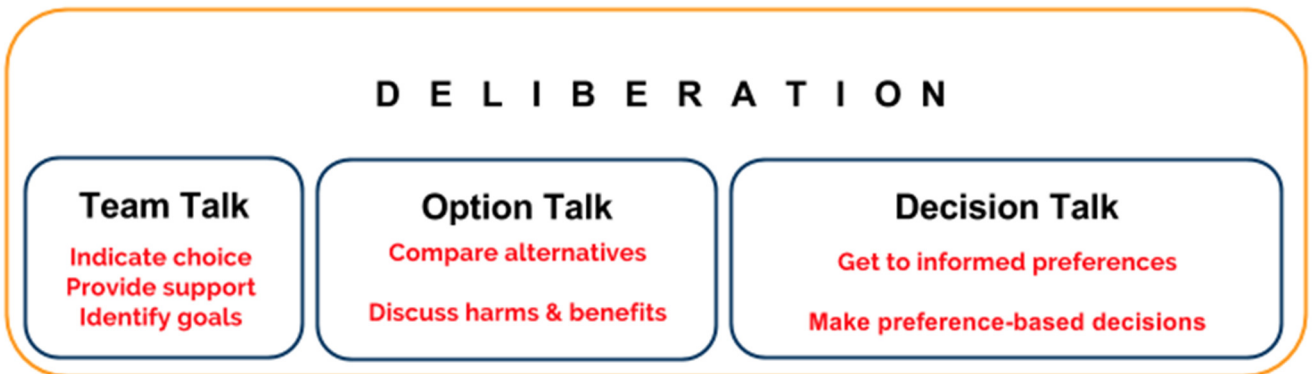 DELIBERATION
Team Talk
Indicate choice
Provide support
Identify goals
Option Talk
Compare alternatives
Discuss harms & benefits
Decision Talk
Get to informed preferences
Make preference-based decisions